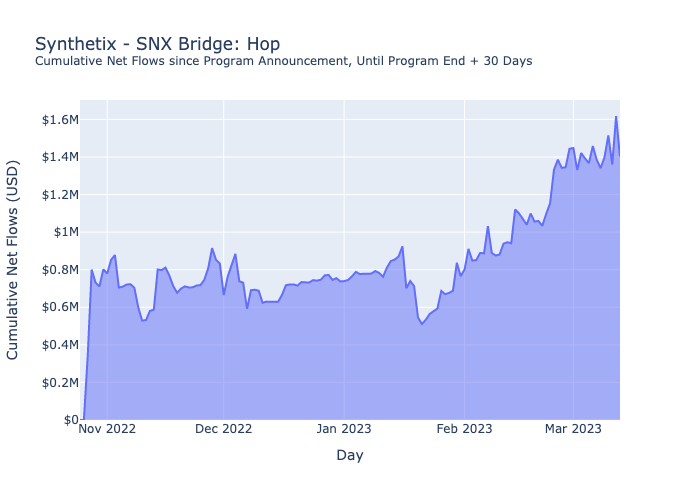 Synthetix - SNX Bridge: Hop
Cumulative Net Flows since Program Announcement, Until Program End + 30 Days
Cumulative Net Flows (USD)
$1.6M
$1.4M
$1.2M
$1M
$0.8M
$0.6M
$0.4M
$0.2M
$0
Nov 2022
Dec 2022
Jan 2023
Feb 2023
Mar 2023
Day